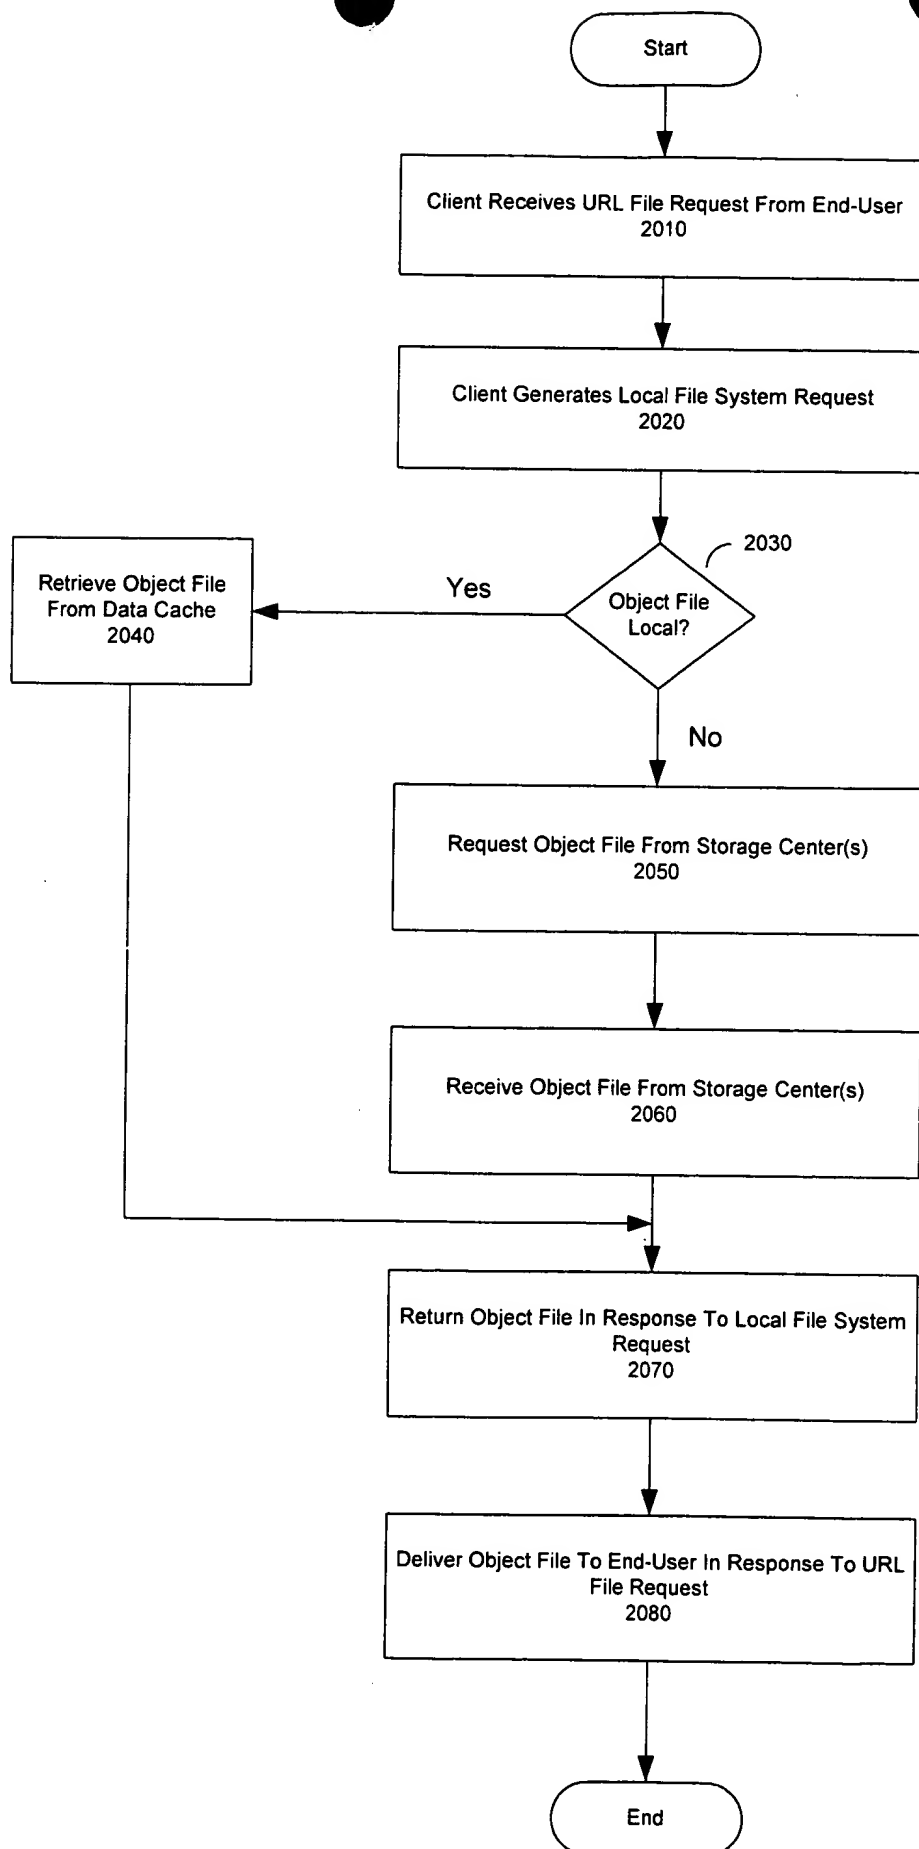 Start
Client Receives URL File Request From End-User
2010
Client Generates Local File System Request
2020
2030
Object File
Local?
Yes
Retrieve Object File
From Data Cache
2040
No
Request Object File From Storage Center(s)
2050
Receive Object File From Storage Center(s)
2060
Return Object File In Response To Local File System
Request
2070
Deliver Object File To End-User In Response To URL
File Request
2080
End